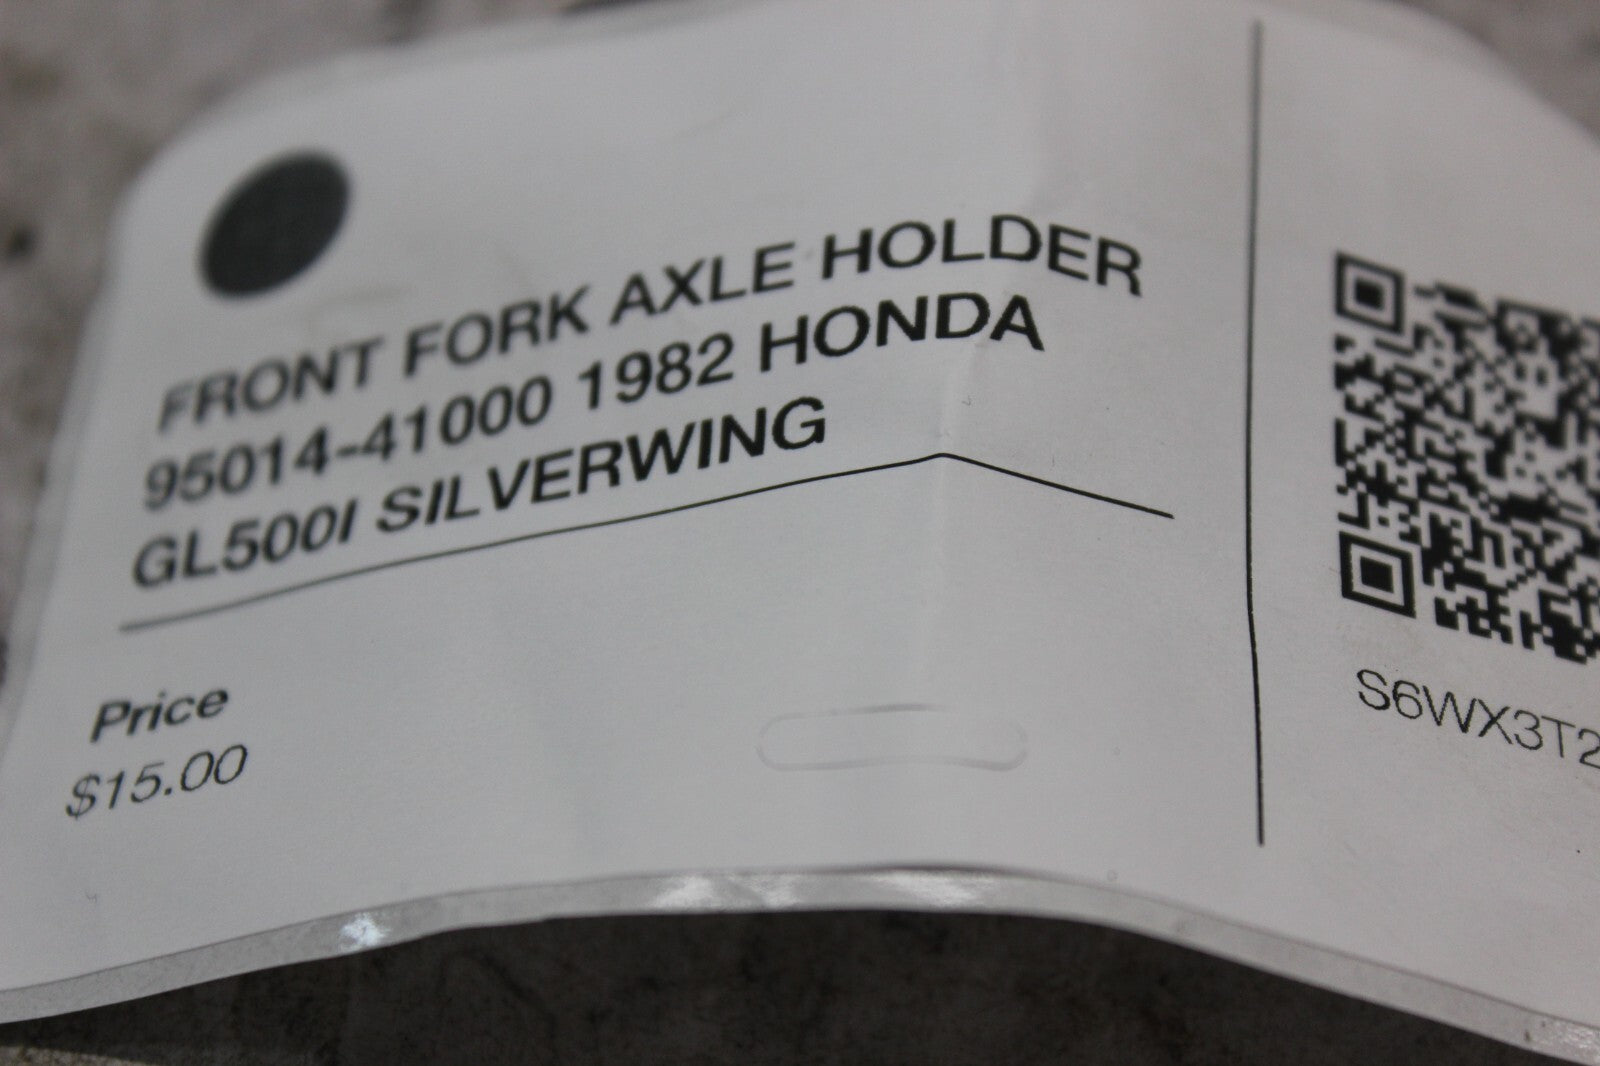 FRONT FORK AXLE HOLDER
95014-41000 1982 HONDA
GL500I SILVERWING
Price
$15.00
S6WX3T2